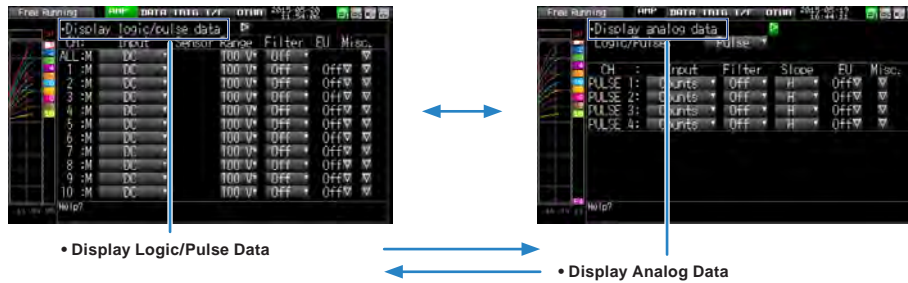 Free Running AMP DATA TRIG I/F OTHR
•Display logic/pulse data
CH: Input Sensor Range Filter EU Misc.
ALL :M DC 100 V Off
1 :M DC 100 V Off Off
2 :M DC 100 V Off Off
3 :M DC 100 V Off Off
4 :M DC 100 V Off Off
5 :M DC 100 V Off Off
6 :M DC 100 V Off Off
7 :M DC 100 V Off Off
8 :M DC 100 V Off Off
9 :M DC 100 V Off Off
10 :M DC 100 V Off Off
Help?
Free Running AMP DATA TRIG I/F OTHR
•Display analog data
Logic/Pulse Pulse
CH : Input Filter Slope EU Misc.
PULSE 1: Counts Off H Off
PULSE 2: Counts Off H Off
PULSE 3: Counts Off H Off
PULSE 4: Counts Off H Off
Help?
• Display Logic/Pulse Data
• Display Analog Data